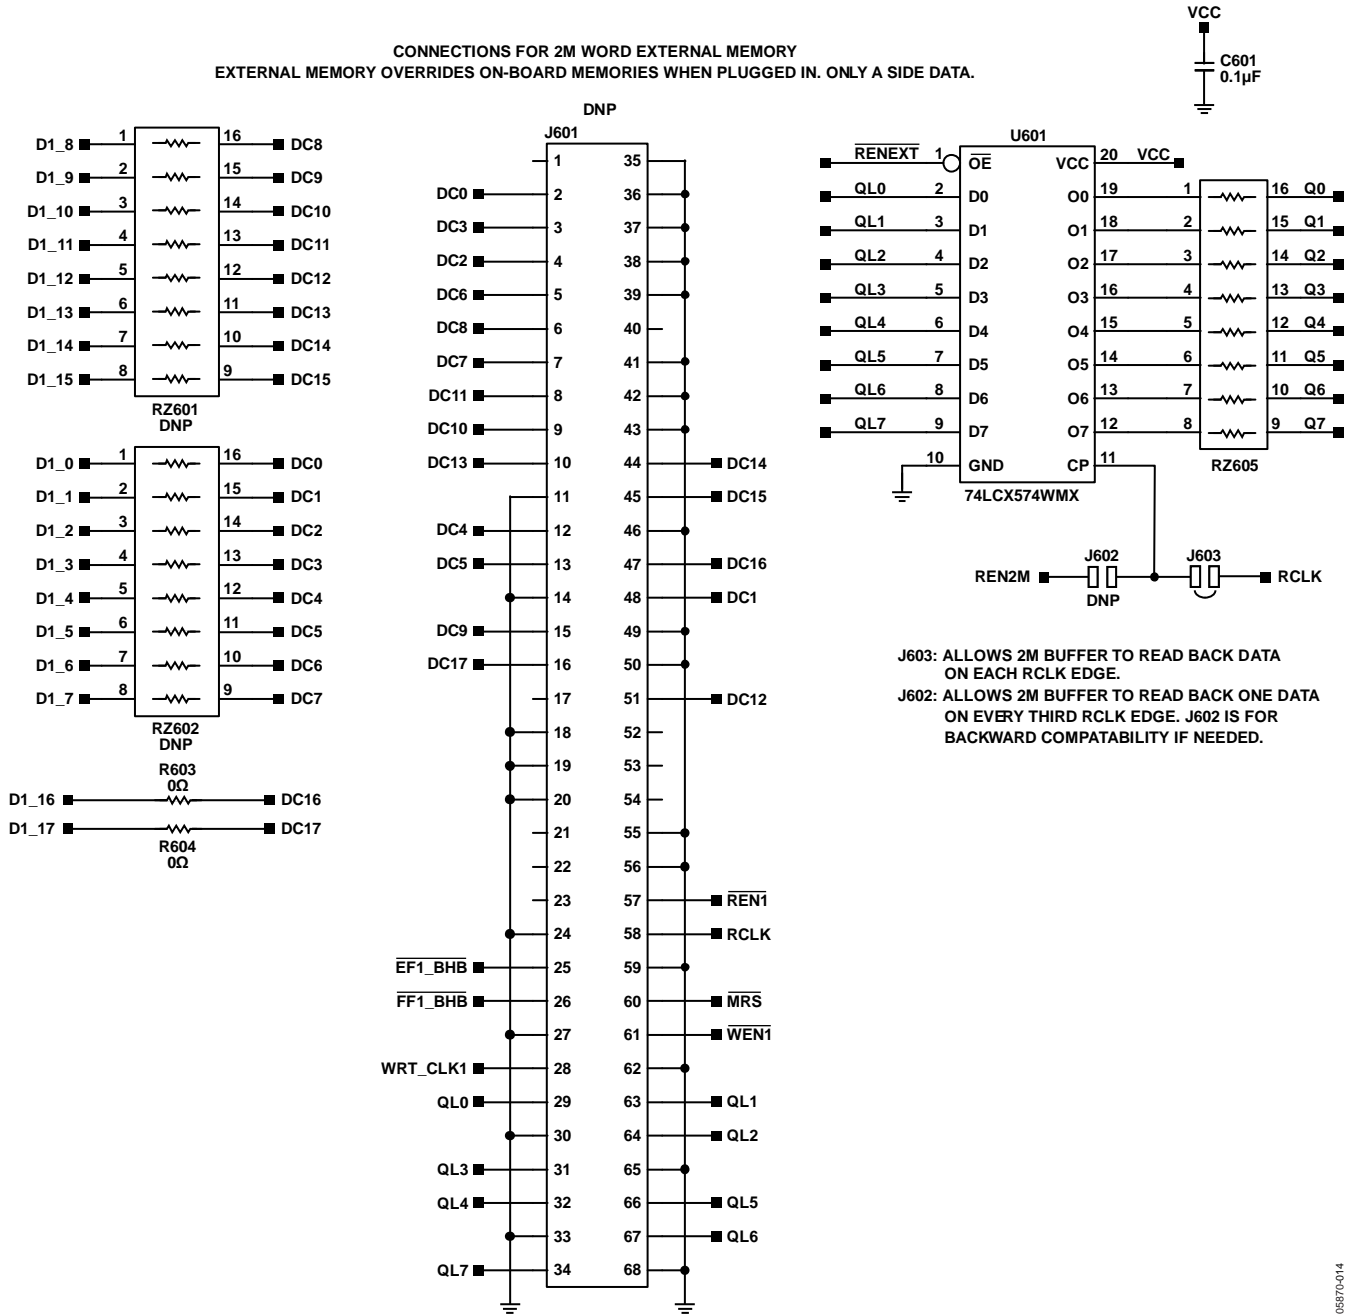 CONNECTIONS FOR 2M WORD EXTERNAL MEMORY
EXTERNAL MEMORY OVERRIDES ON-BOARD MEMORIES WHEN PLUGGED IN. ONLY A SIDE DATA.
VCC
C601
0.1µF
D1_8 1 16 DC8
D1_9 2 15 DC9
D1_10 3 14 DC10
D1_11 4 13 DC11
D1_12 5 12 DC12
D1_13 6 11 DC13
D1_14 7 10 DC14
D1_15 8 9 DC15
RZ601
DNP
D1_0 1 16 DC0
D1_1 2 15 DC1
D1_2 3 14 DC2
D1_3 4 13 DC3
D1_4 5 12 DC4
D1_5 6 11 DC5
D1_6 7 10 DC6
D1_7 8 9 DC7
RZ602
DNP
R603
0Ω
D1_16 DC16
D1_17 DC17
R604
0Ω
DNP
J601
1 35
DC0 2 36
DC3 3 37
DC2 4 38
DC6 5 39
DC8 6 40
DC7 7 41
DC11 8 42
DC10 9 43
DC13 10 44 DC14
11 45 DC15
DC4 12 46
DC5 13 47 DC16
14 48 DC1
DC9 15 49
DC17 16 50
17 51 DC12
18 52
19 53
20 54
21 55
22 56
23 57 REN1
24 58 RCLK
EF1_BHB 25 59
FF1_BHB 26 60 MRS
27 61 WEN1
WRT_CLK1 28 62
QL0 29 63 QL1
30 64 QL2
QL3 31 65
QL4 32 66 QL5
33 67 QL6
QL7 34 68
U601
RENEXT 1 OE VCC 20 VCC
QL0 2 D0 O0 19 1 16 Q0
QL1 3 D1 O1 18 2 15 Q1
QL2 4 D2 O2 17 3 14 Q2
QL3 5 D3 O3 16 4 13 Q3
QL4 6 D4 O4 15 5 12 Q4
QL5 7 D5 O5 14 6 11 Q5
QL6 8 D6 O6 13 7 10 Q6
QL7 9 D7 O7 12 8 9 Q7
10 GND CP 11
RZ605
74LCX574WMX
J602 J603
REN2M RCLK
DNP
J603: ALLOWS 2M BUFFER TO READ BACK DATA
ON EACH RCLK EDGE.
J602: ALLOWS 2M BUFFER TO READ BACK ONE DATA
ON EVERY THIRD RCLK EDGE. J602 IS FOR
BACKWARD COMPATABILITY IF NEEDED.
05870-014